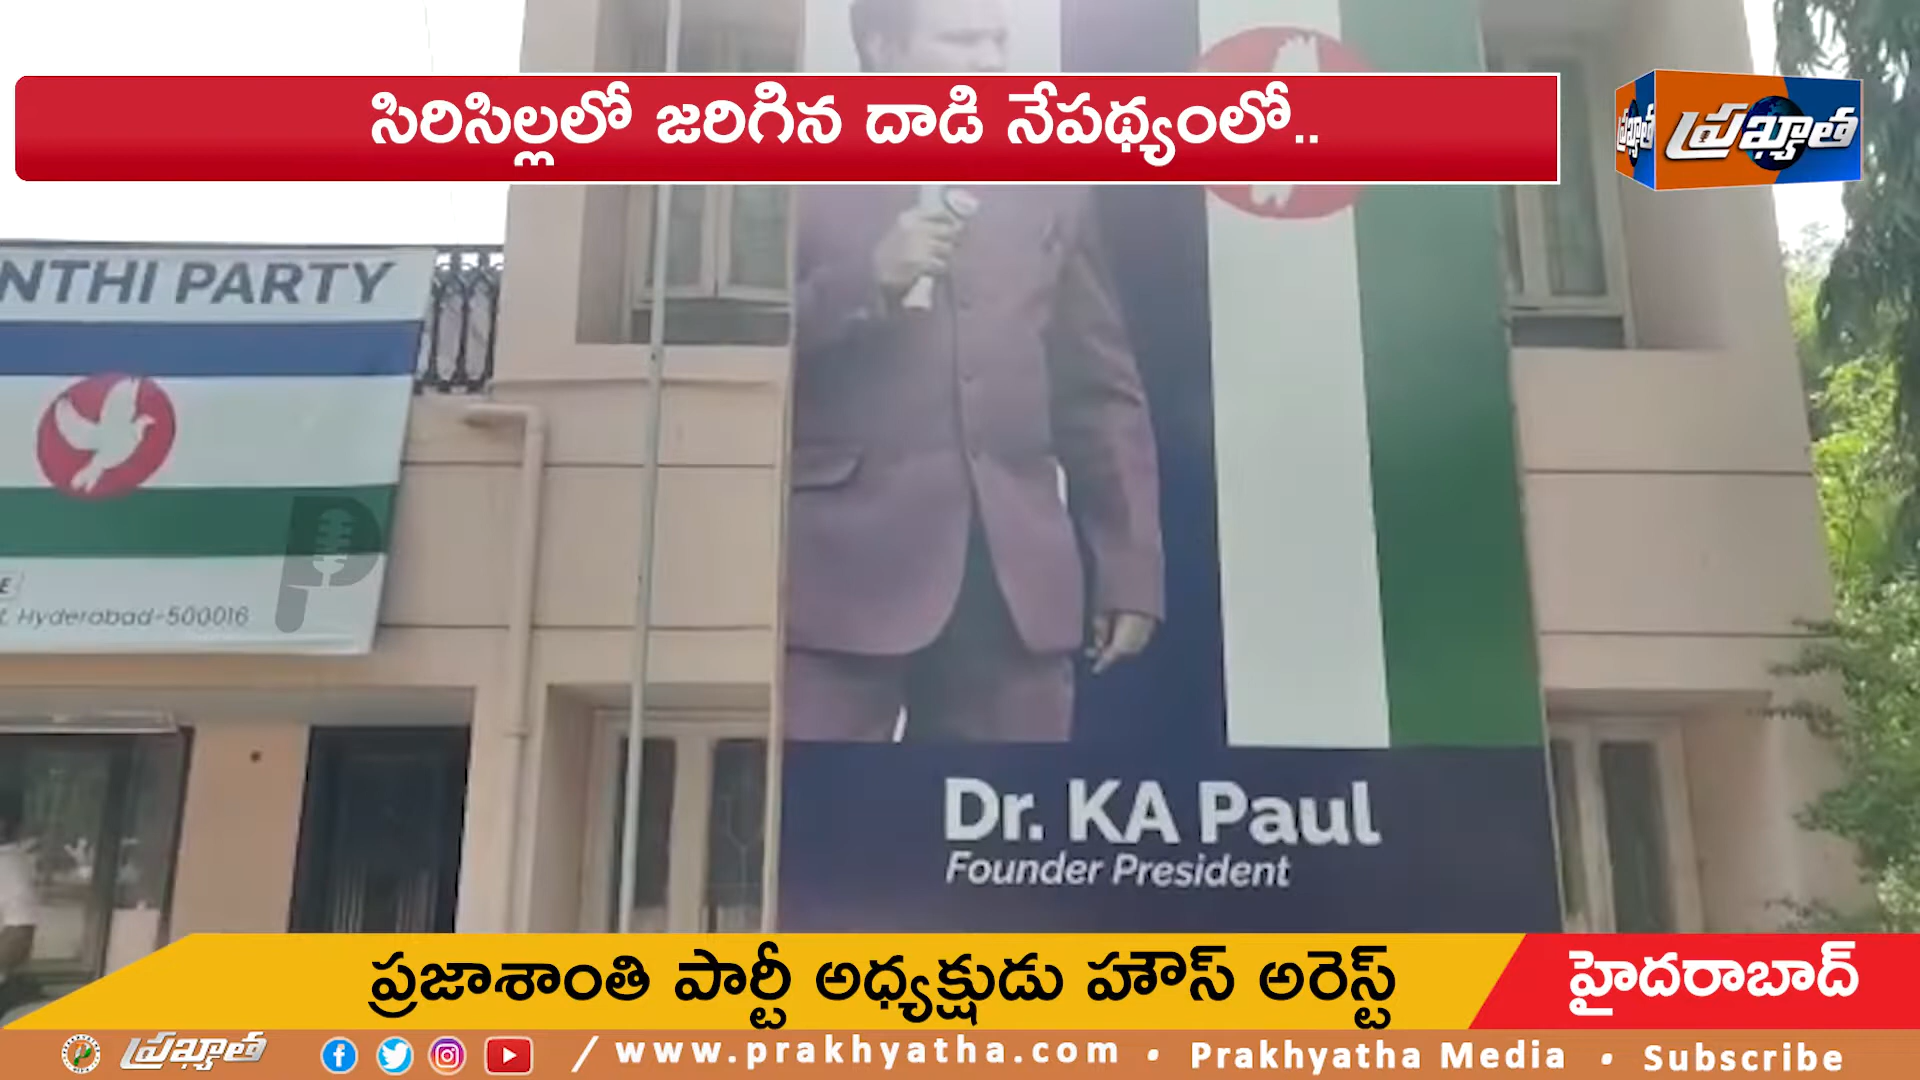 సిరిసిల్లలో జరిగిన దాడి నేపథ్యంలో..
ప్రఖ్యాత
ప్రఖ్యాత
NTHI PARTY
Hyderabad-500016
Dr. KA Paul
Founder President
ప్రజాశాంతి పార్టీ అధ్యక్షుడు హౌస్ అరెస్ట్
హైదరాబాద్
ప్రఖ్యాత
/ www.prakhyatha.com • Prakhyatha Media • Subscribe